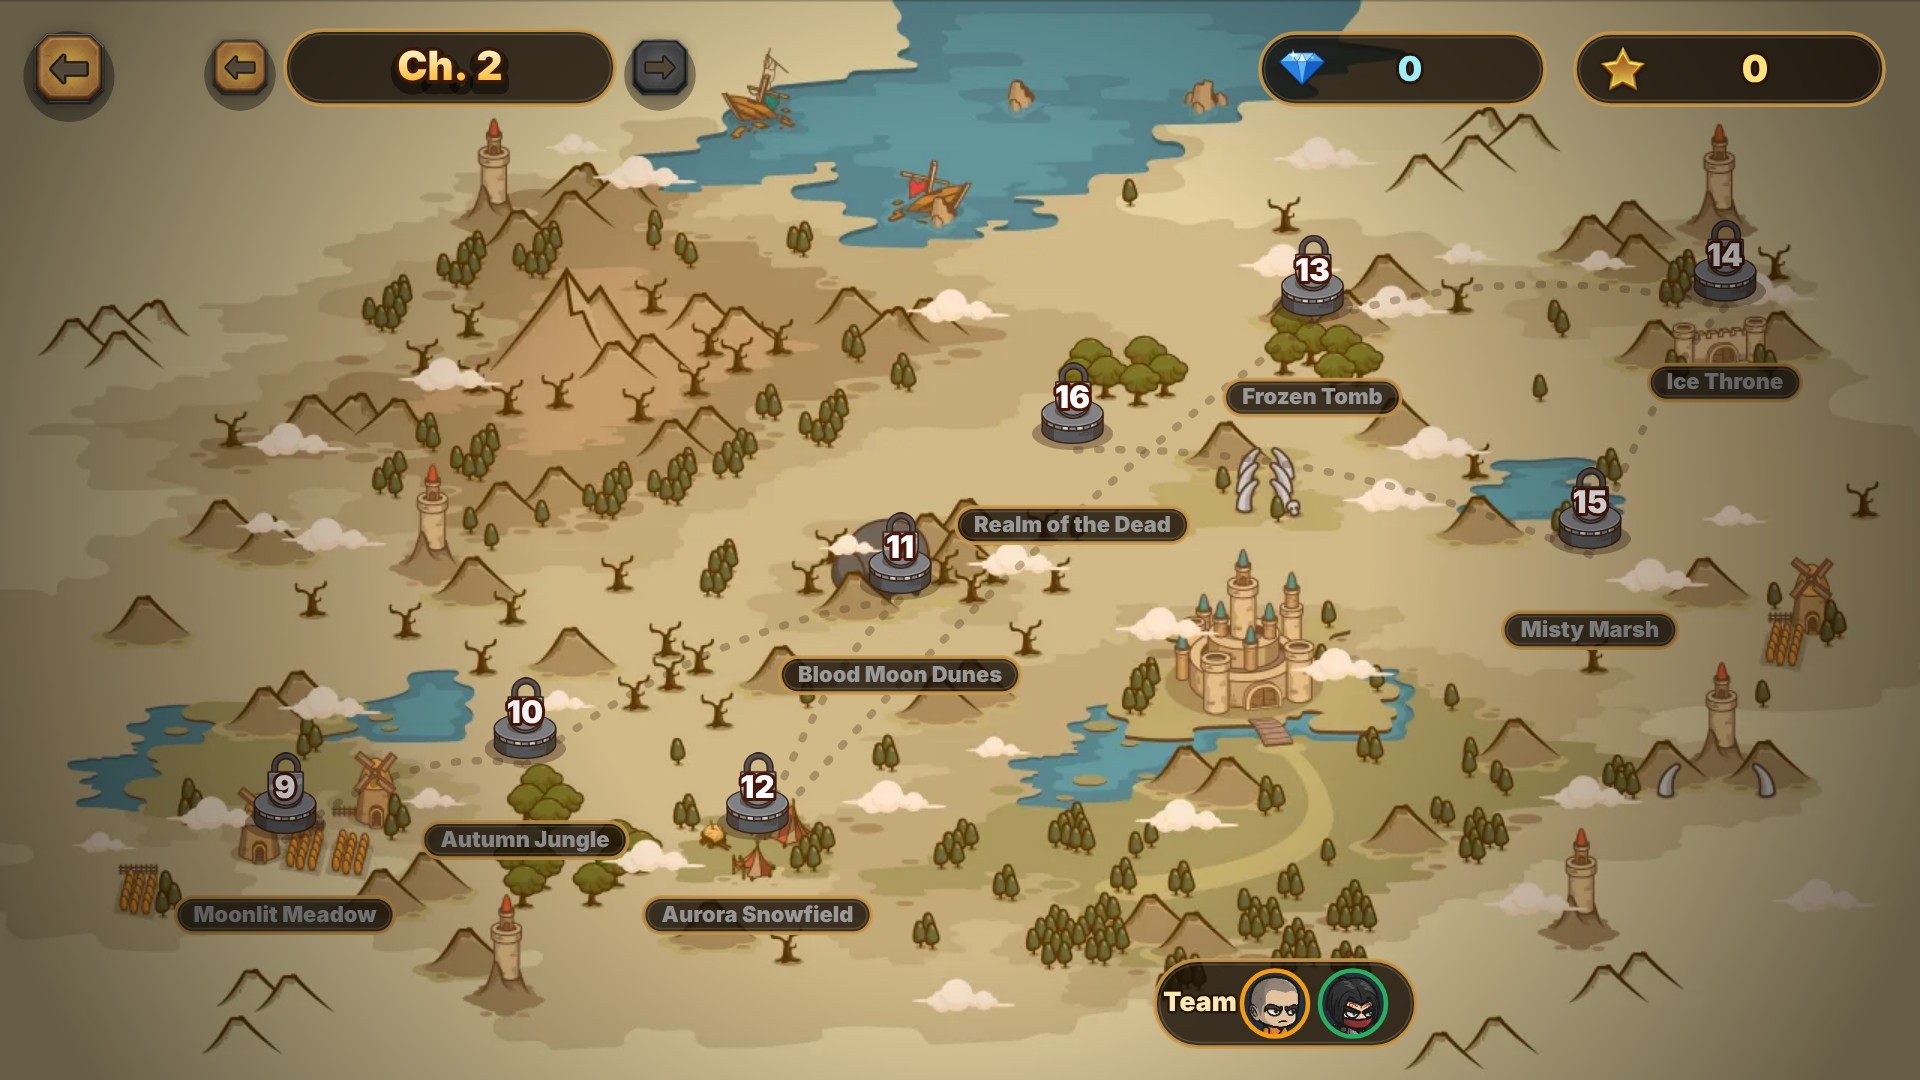 Ch. 2
0
0
14
13
Ice Throne
Frozen Tomb
16
15
Realm of the Dead
11
Misty Marsh
Blood Moon Dunes
10
9
12
Autumn Jungle
Moonlit Meadow
Aurora Snowfield
Team